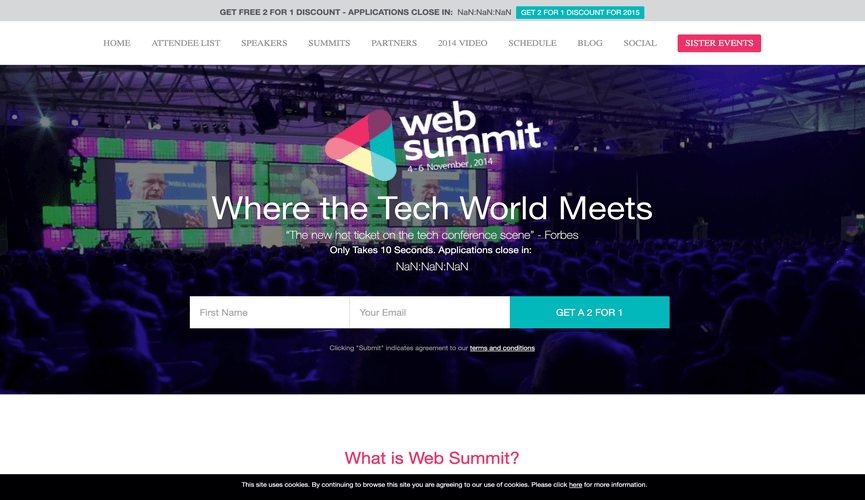 GET FREE 2 FOR 1 DISCOUNT - APPLICATIONS CLOSE IN: NaN:NaN:NaN GET 2 FOR 1 DISCOUNT FOR 2015
HOME ATTENDEE LIST SPEAKERS SUMMITS PARTNERS 2014 VIDEO SCHEDULE BLOG SOCIAL SISTER EVENTS
web
summit
4-6 November, 2014
Where the Tech World Meets
“The new hot ticket on the tech conference scene” - Forbes
Only Takes 10 Seconds. Applications close in:
NaN:NaN:NaN
First Name Your Email GET A 2 FOR 1
Clicking "Submit" indicates agreement to our terms and conditions
What is Web Summit?
This site uses cookies. By continuing to browse this site you are agreeing to our use of cookies. Please click here for more information.